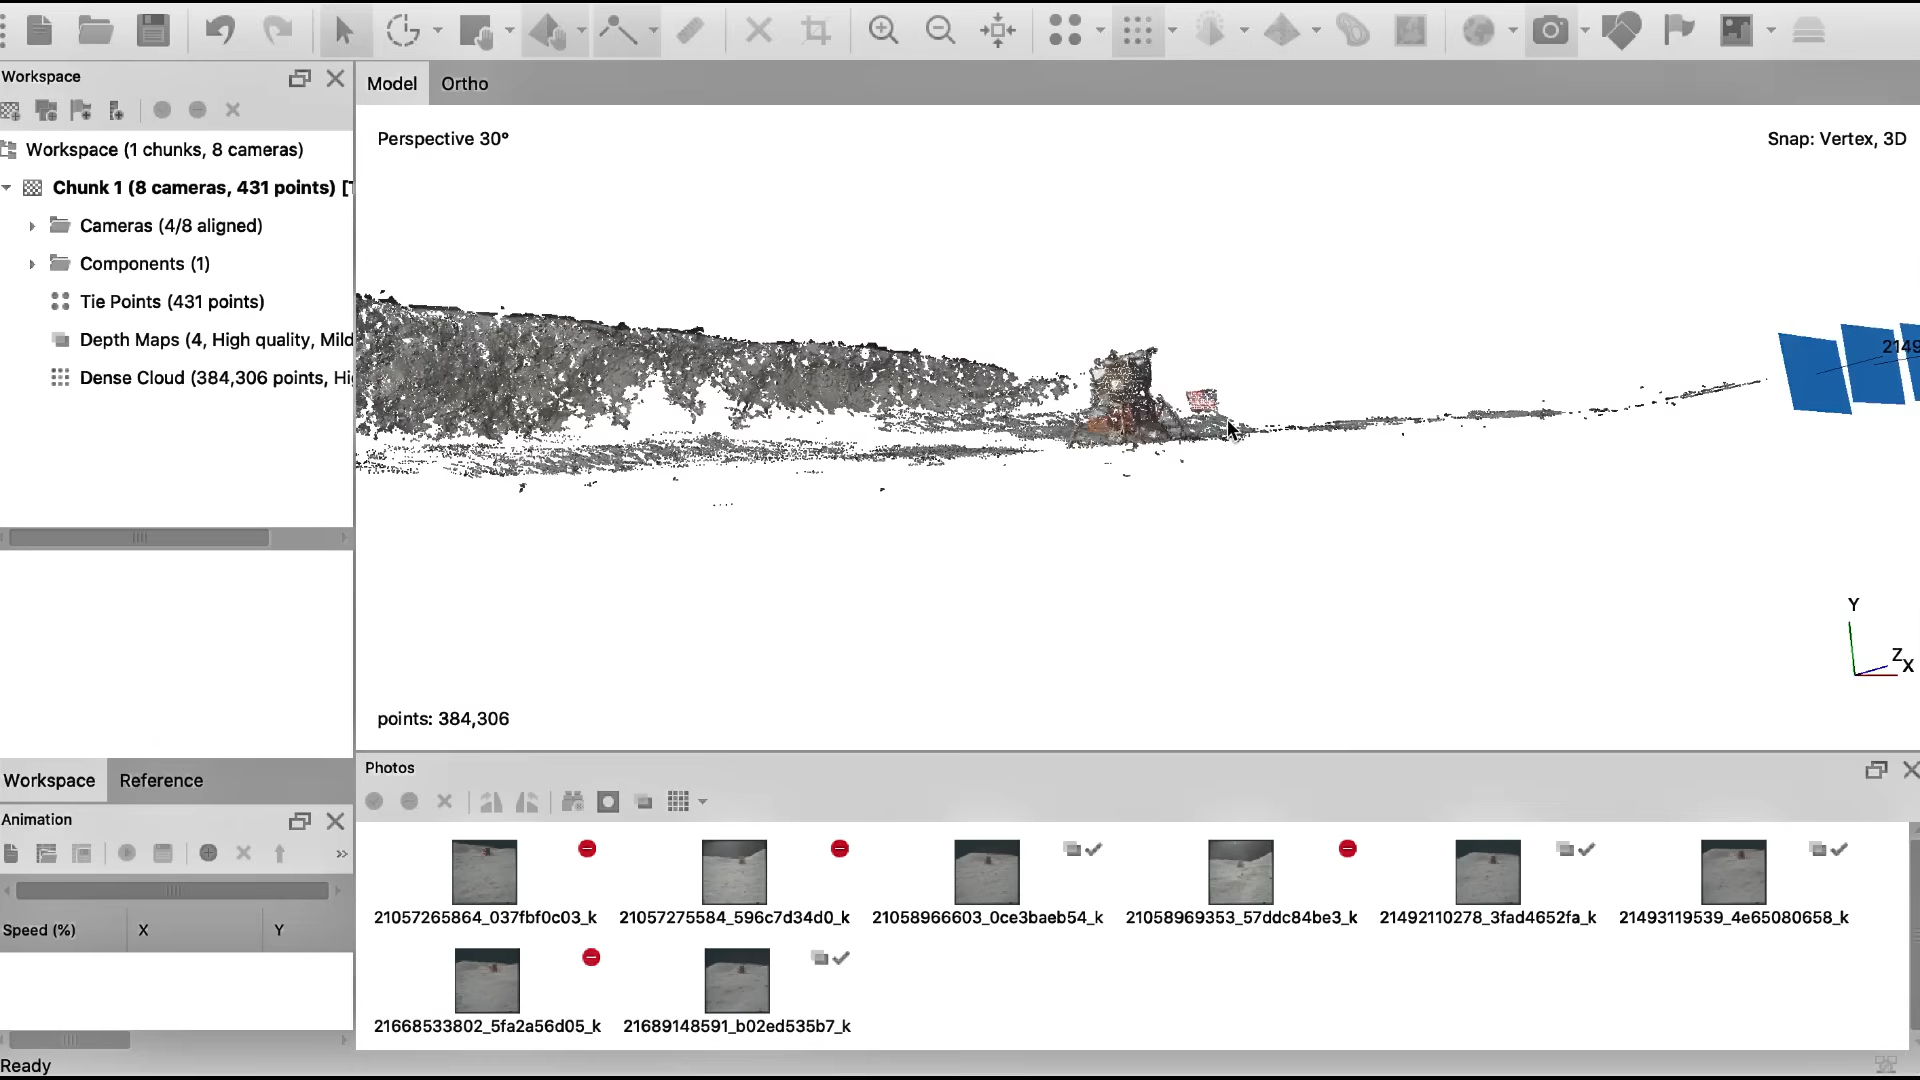 Workspace
Workspace (1 chunks, 8 cameras)
Chunk 1 (8 cameras, 431 points) [T
Cameras (4/8 aligned)
Components (1)
Tie Points (431 points)
Depth Maps (4, High quality, Mild
Dense Cloud (384,306 points, Hi
Workspace Reference
Animation
Speed (%) X Y
Ready
Model Ortho
Perspective 30°
Snap: Vertex, 3D
2149
Y
Z
X
points: 384,306
Photos
21057265864_037fbf0c03_k
21057275584_596c7d34d0_k
21058966603_0ce3baeb54_k
21058969353_57ddc84be3_k
21492110278_3fad4652fa_k
21493119539_4e65080658_k
21668533802_5fa2a56d05_k
21689148591_b02ed535b7_k